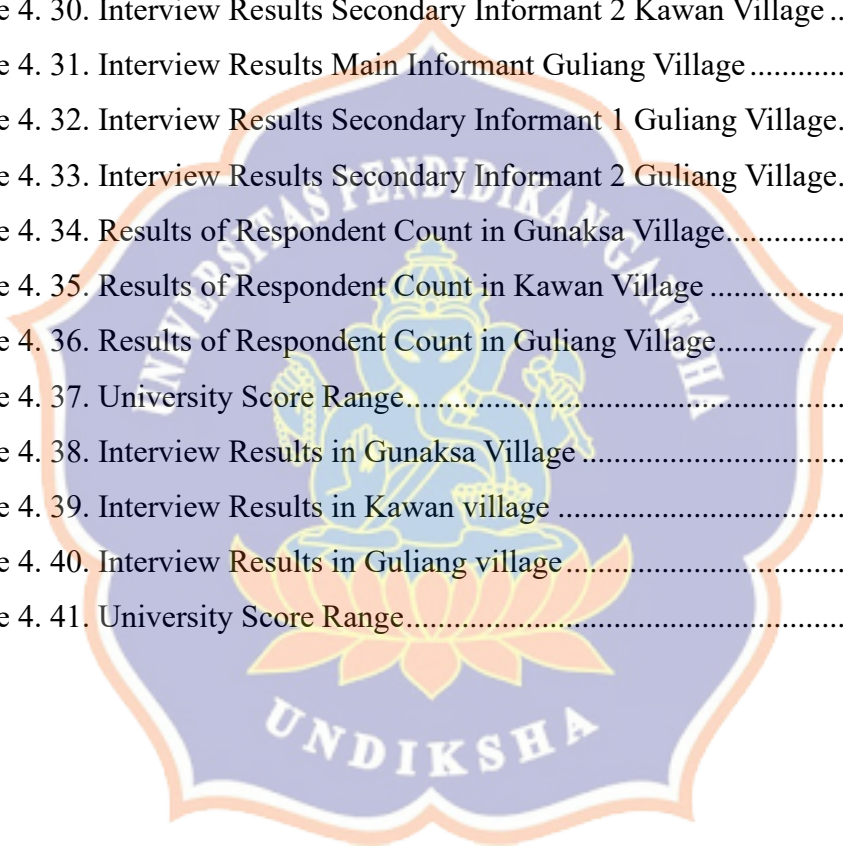 e 4. 30. Interview Results Secondary Informant 2 Kawan Village ..
e 4. 31. Interview Results Main Informant Guliang Village ...........
e 4. 32. Interview Results Secondary Informant 1 Guliang Village.
e 4. 33. Interview Results Secondary Informant 2 Guliang Village.
e 4. 34. Results of Respondent Count in Gunaksa Village.............
e 4. 35. Results of Respondent Count in Kawan Village ...............
e 4. 36. Results of Respondent Count in Guliang Village..............
e 4. 37. University Score Range.....................................................
e 4. 38. Interview Results in Gunaksa Village ...............................
e 4. 39. Interview Results in Kawan village ..................................
e 4. 40. Interview Results in Guliang village.................................
e 4. 41. University Score Range.....................................................
UNIVERSITAS PENDIDIKAN GANESHA
UNDIKSHA